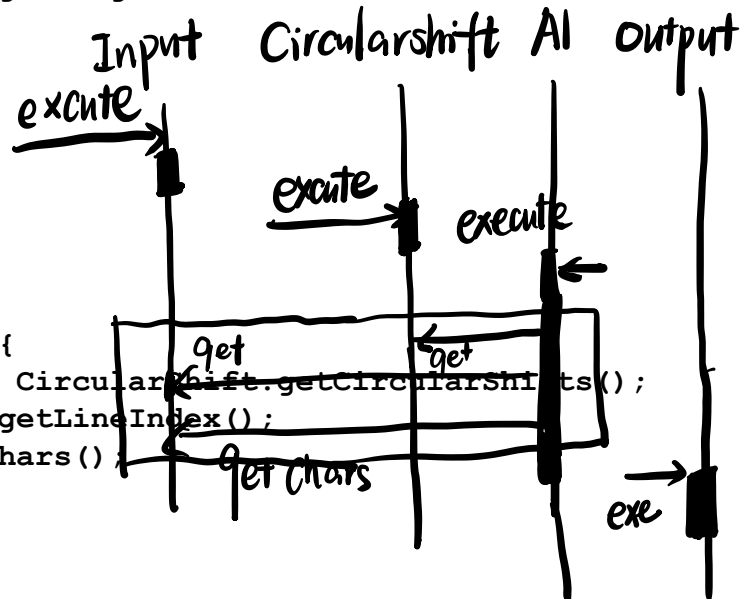 Input Circularshift AI Output
excute
excute
execute
{
get
get
CircularShift.getCircularShifts();
getLineIndex();
hars();
get Chars
exe